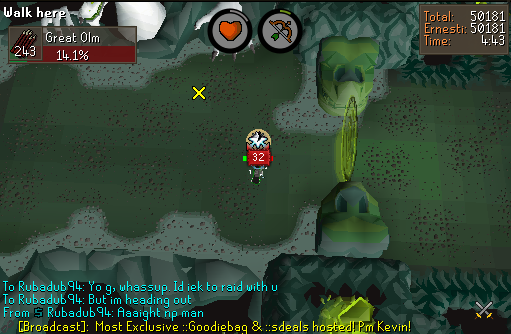 Walk here
Great Olm
243
14.1%
Total: 50181
Ernesti: 50181
Time: 4:43
32
To Rubadub94: Yo g, whassup. Id iek to raid with u
To Rubadub94: But im heading out
From S Rubadub94: Aaaight np man
[Broadcast]: Most Exclusive ::Goodiebag & ::sdeals hosted! Pm Kevin!